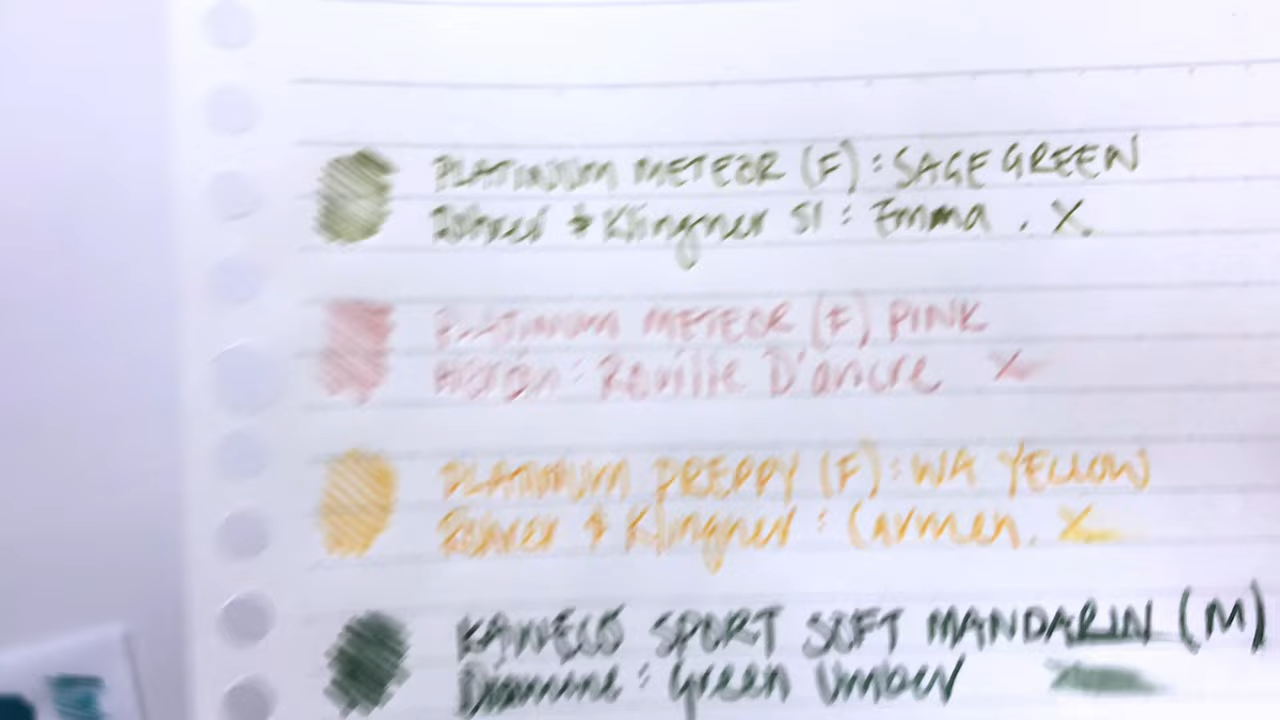 PLATINUM METEOR (F): SAGE GREEN
Rohrer & Klingner SI: Emma. X
PLATINUM METEOR (F) PINK
Herbin: Rouille D'ancre X
PLATINUM PREPPY (F): WA YELLOW
Rohrer & Klingner: Carmen. X
KAWECO SPORT SOFT MANDARIN (M)
Diamine: Green Umber